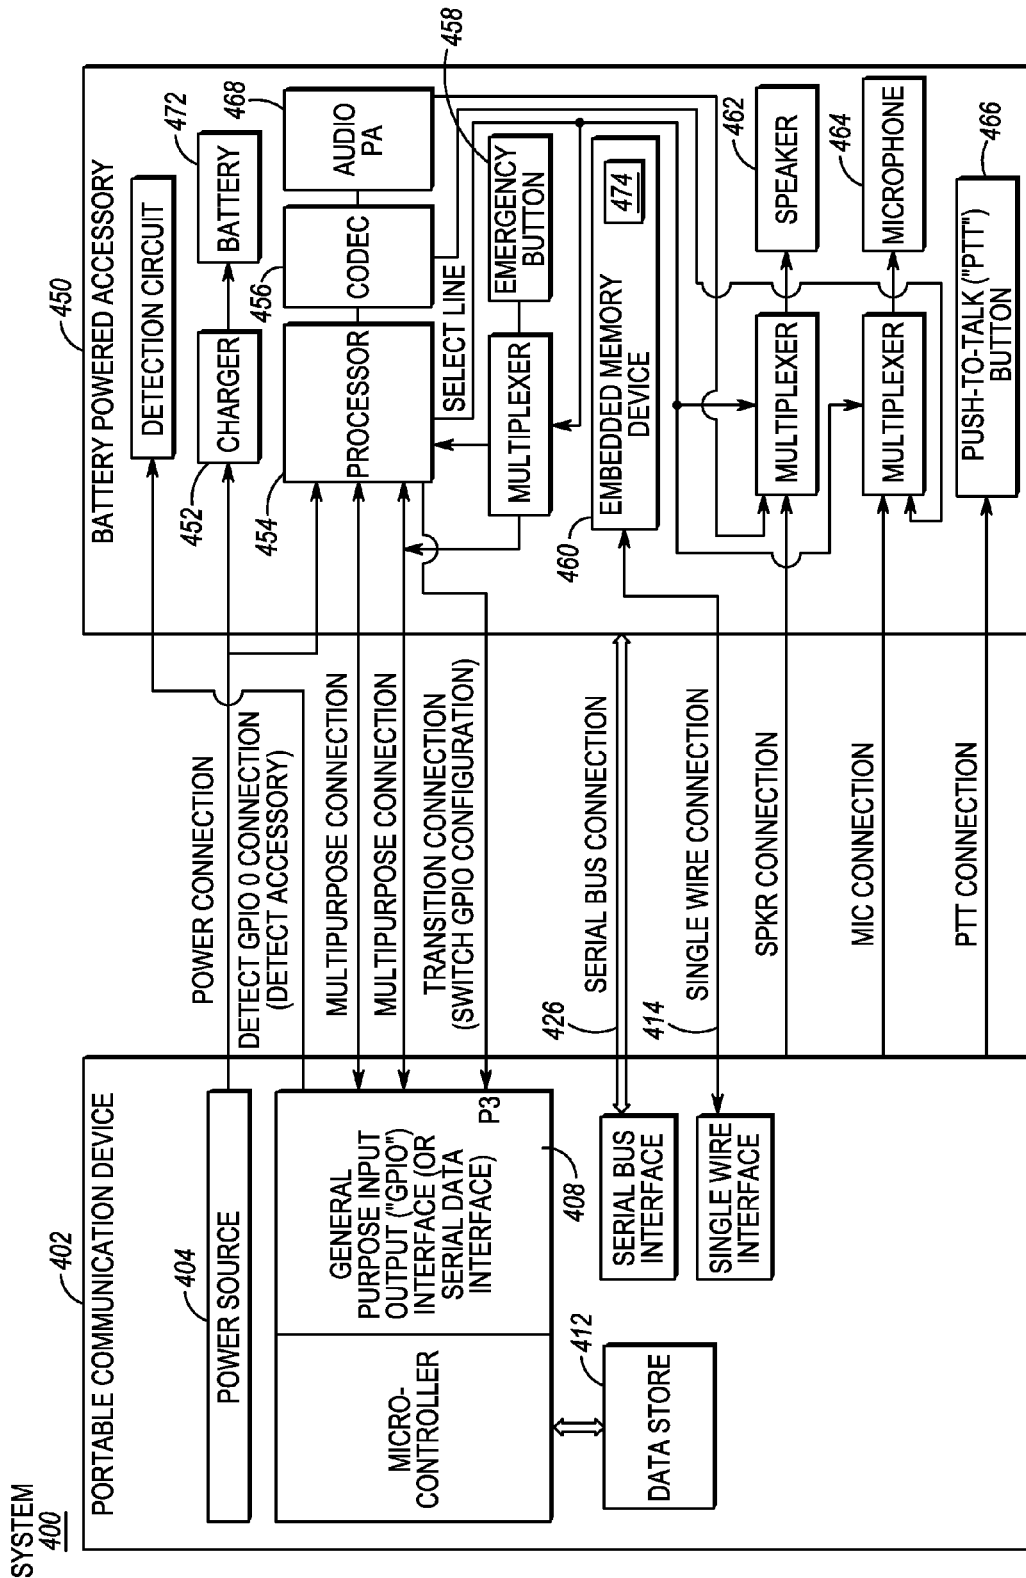 SYSTEM
400
402
PORTABLE COMMUNICATION DEVICE
404
POWER SOURCE
MICRO-
CONTROLLER
GENERAL
PURPOSE INPUT
OUTPUT ("GPIO")
INTERFACE (OR
SERIAL DATA
INTERFACE)
P3
408
412
DATA STORE
SERIAL BUS
INTERFACE
SINGLE WIRE
INTERFACE
POWER CONNECTION
DETECT GPIO 0 CONNECTION
(DETECT ACCESSORY)
MULTIPURPOSE CONNECTION
MULTIPURPOSE CONNECTION
TRANSITION CONNECTION
(SWITCH GPIO CONFIGURATION)
SERIAL BUS CONNECTION
426
SINGLE WIRE CONNECTION
414
SPKR CONNECTION
MIC CONNECTION
PTT CONNECTION
450
BATTERY POWERED ACCESSORY
DETECTION CIRCUIT
472
CHARGER
BATTERY
452
468
456
454
PROCESSOR
CODEC
AUDIO
PA
SELECT LINE
458
MULTIPLEXER
EMERGENCY
BUTTON
460
EMBEDDED MEMORY
DEVICE
474
462
MULTIPLEXER
SPEAKER
464
MULTIPLEXER
MICROPHONE
466
PUSH-TO-TALK ("PTT")
BUTTON